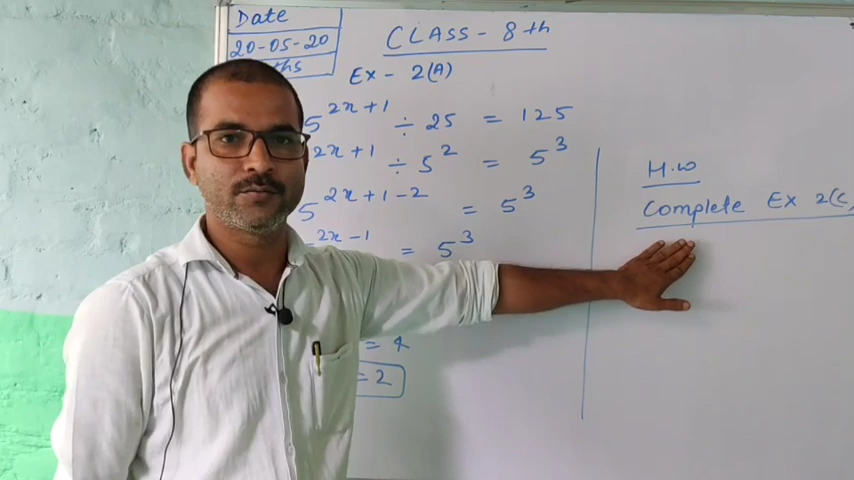 Date
20-05-20
CLASS - 8th
Ex - 2(A)
5^{2x+1} ÷ 25 = 125
2x+1 ÷ 5^2 = 5^3
5^{2x+1-2} = 5^3
2x-1 = 5^3
= 4
= 2
H.W
Complete Ex 2(C)